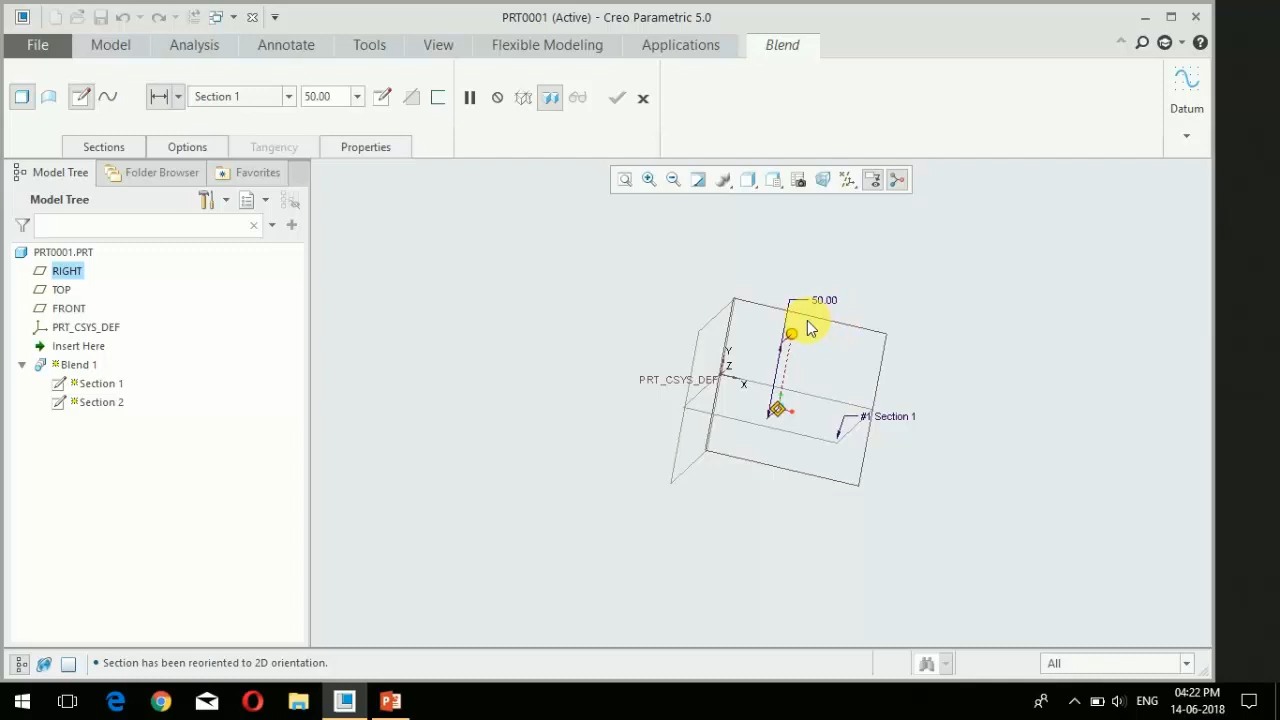 PRT0001 (Active) - Creo Parametric 5.0
File Model Analysis Annotate Tools View Flexible Modeling Applications Blend
Section 1 50.00
Datum
Sections Options Tangency Properties
Model Tree Folder Browser Favorites
Model Tree
PRT0001.PRT
RIGHT
TOP
FRONT
PRT_CSYS_DEF
Insert Here
Blend 1
Section 1
Section 2
50.00
Y
Z
PRT_CSYS_DEF
X
#1 Section 1
• Section has been reoriented to 2D orientation.
All
ENG
04:22 PM
14-06-2018